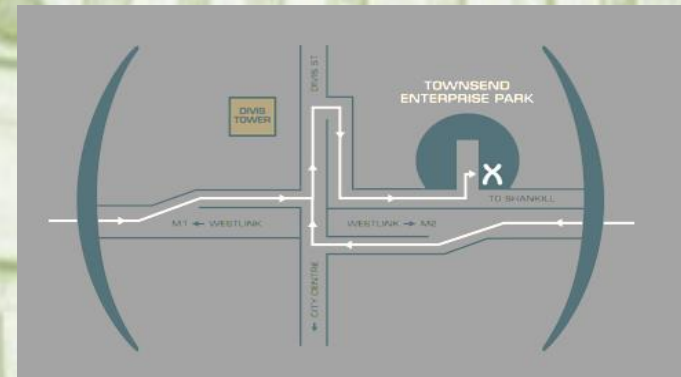 DIVIS ST
TOWNSEND
ENTERPRISE PARK
DIVIS
TOWER
X
TO SHANKILL
M1 ← WESTLINK
WESTLINK → M2
← CITY CENTRE